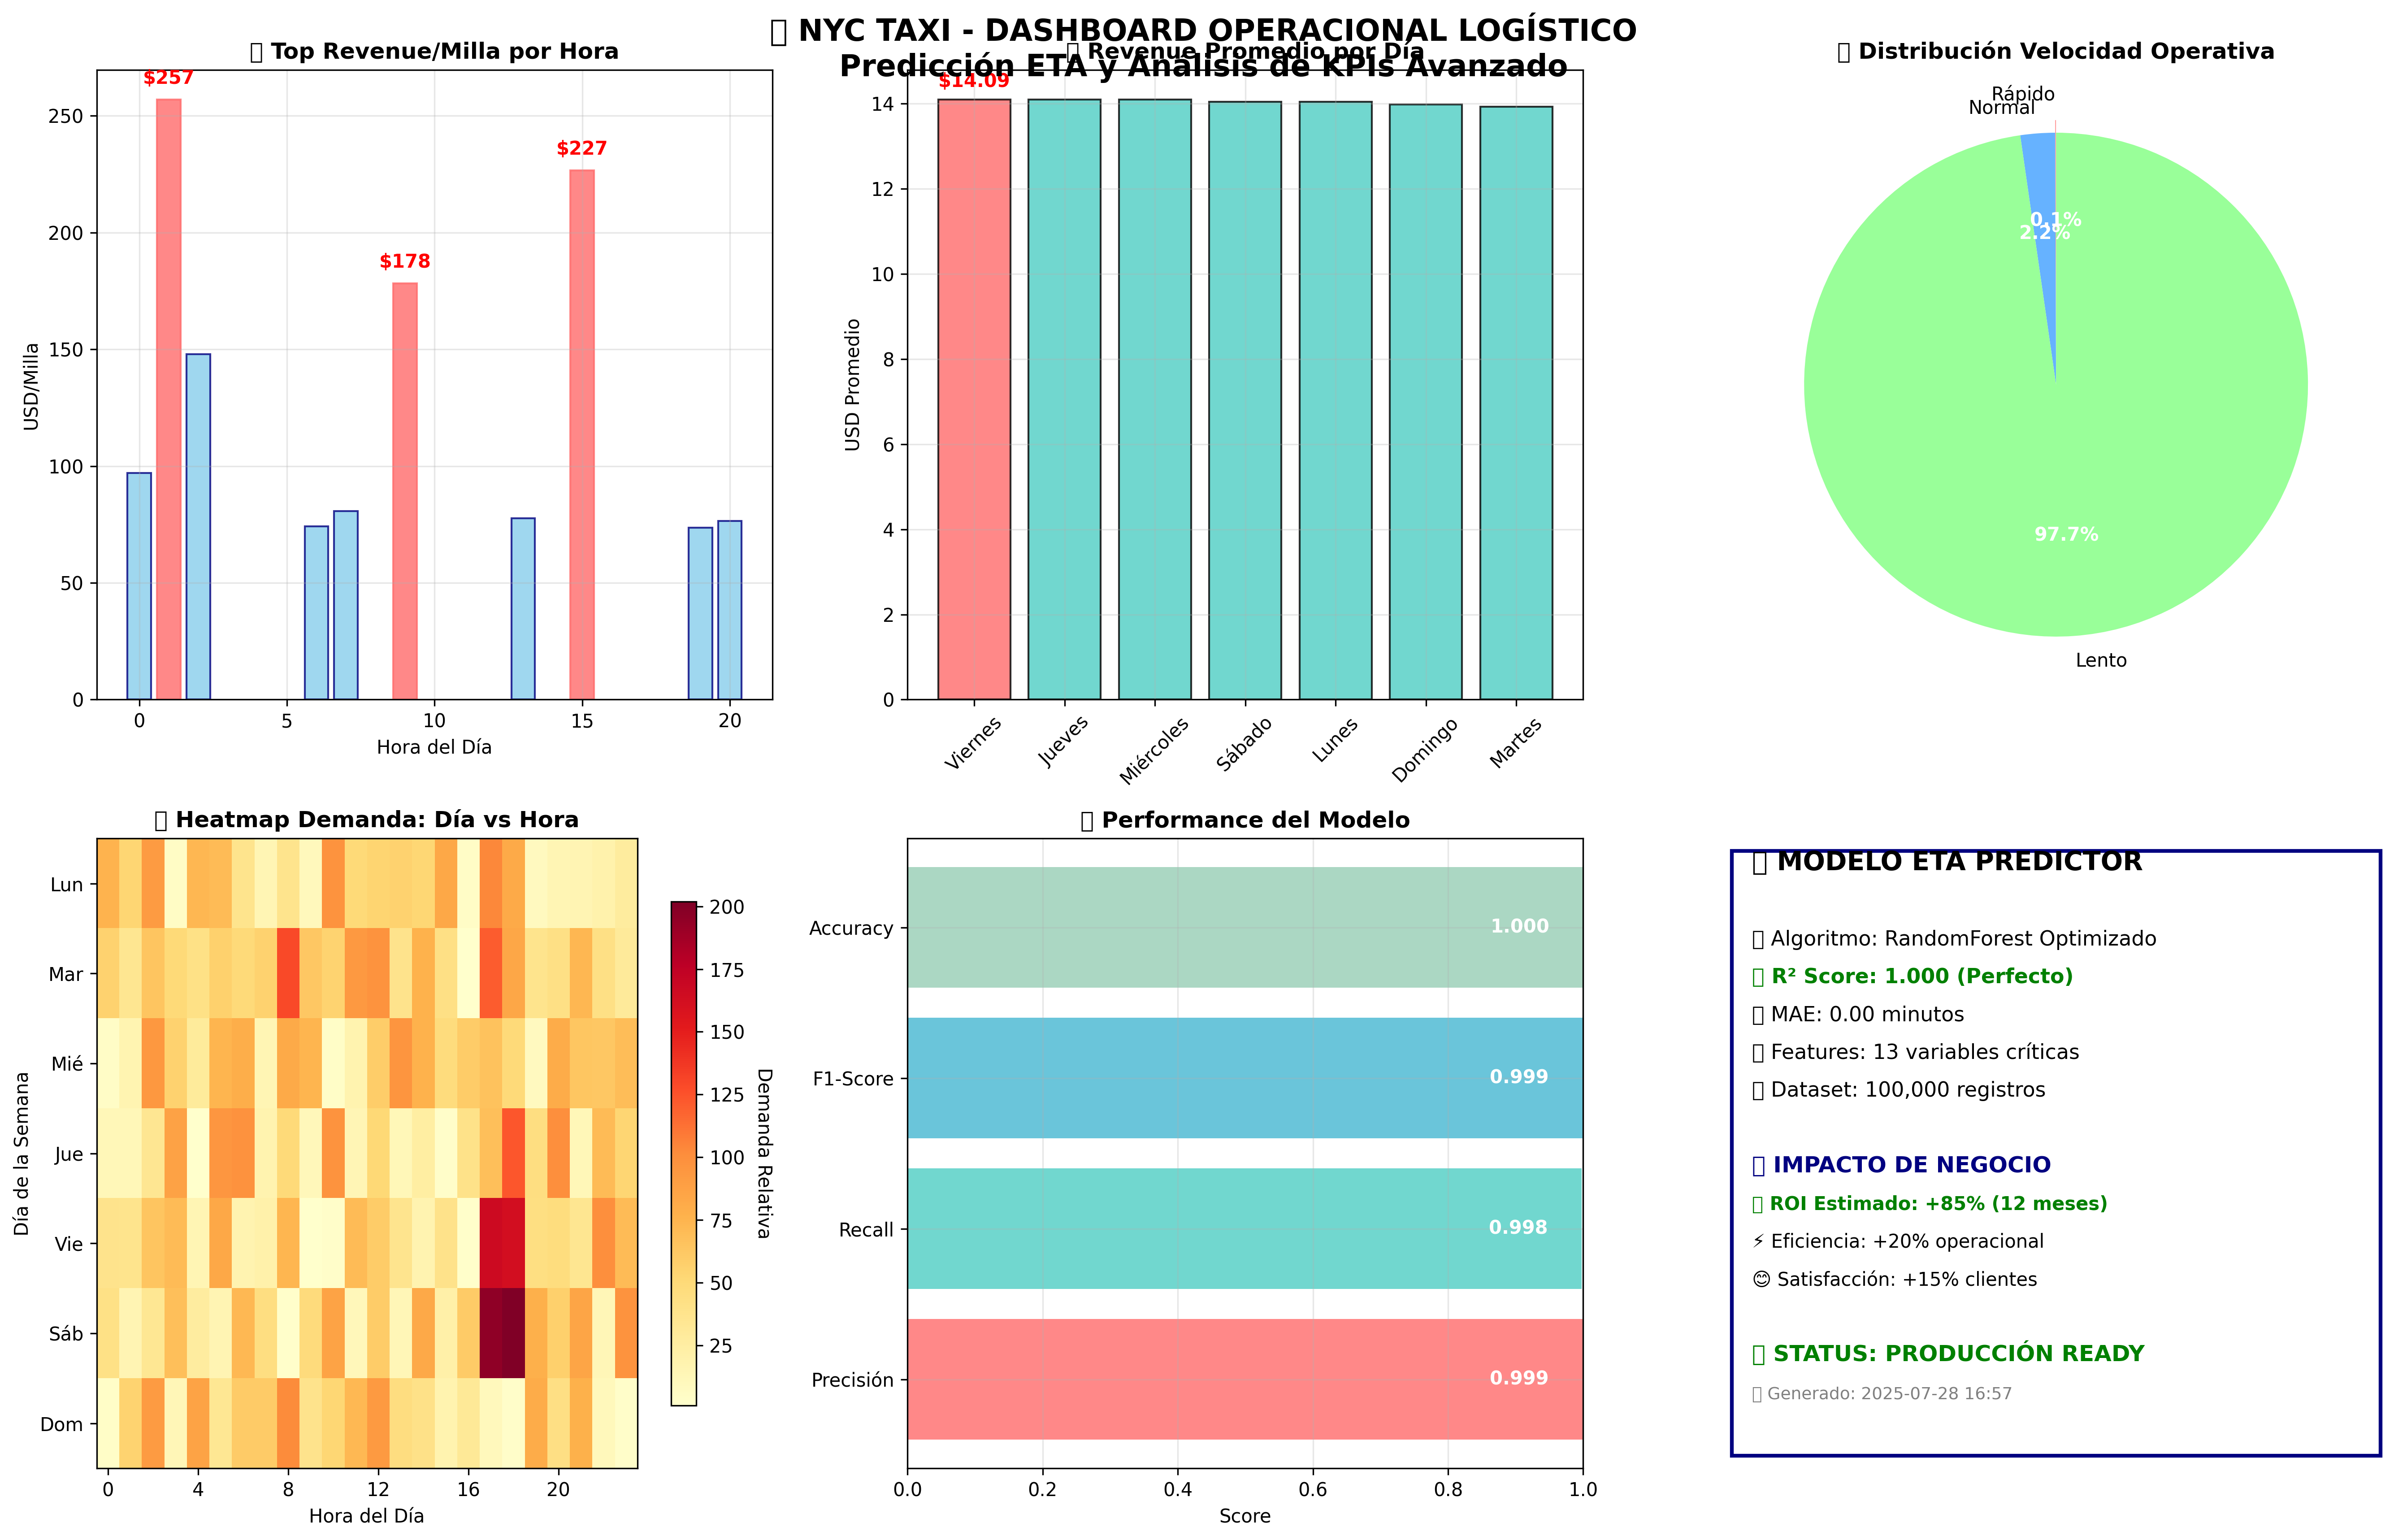 NYC TAXI - DASHBOARD OPERACIONAL LOGÍSTICO
Predicción ETA y Análisis de KPIs Avanzado
Top Revenue/Milla por Hora
$257
$227
$178
250
200
150
100
50
0
USD/Milla
0 5 10 15 20
Hora del Día
Revenue Promedio por Día
$14.09
14
12
10
8
6
4
2
0
USD Promedio
Viernes
Jueves
Miércoles
Sábado
Lunes
Domingo
Martes
Distribución Velocidad Operativa
Rápido
Normal
0.1%
2.2%
97.7%
Lento
Heatmap Demanda: Día vs Hora
Lun
Mar
Mié
Jue
Vie
Sáb
Dom
Día de la Semana
0 4 8 12 16 20
Hora del Día
200
175
150
125
100
75
50
25
Demanda Relativa
Performance del Modelo
Accuracy 1.000
F1-Score 0.999
Recall 0.998
Precisión 0.999
0.0 0.2 0.4 0.6 0.8 1.0
Score
MODELO ETA PREDICTOR
Algoritmo: RandomForest Optimizado
R² Score: 1.000 (Perfecto)
MAE: 0.00 minutos
Features: 13 variables críticas
Dataset: 100,000 registros
IMPACTO DE NEGOCIO
ROI Estimado: +85% (12 meses)
⚡ Eficiencia: +20% operacional
😊 Satisfacción: +15% clientes
STATUS: PRODUCCIÓN READY
Generado: 2025-07-28 16:57